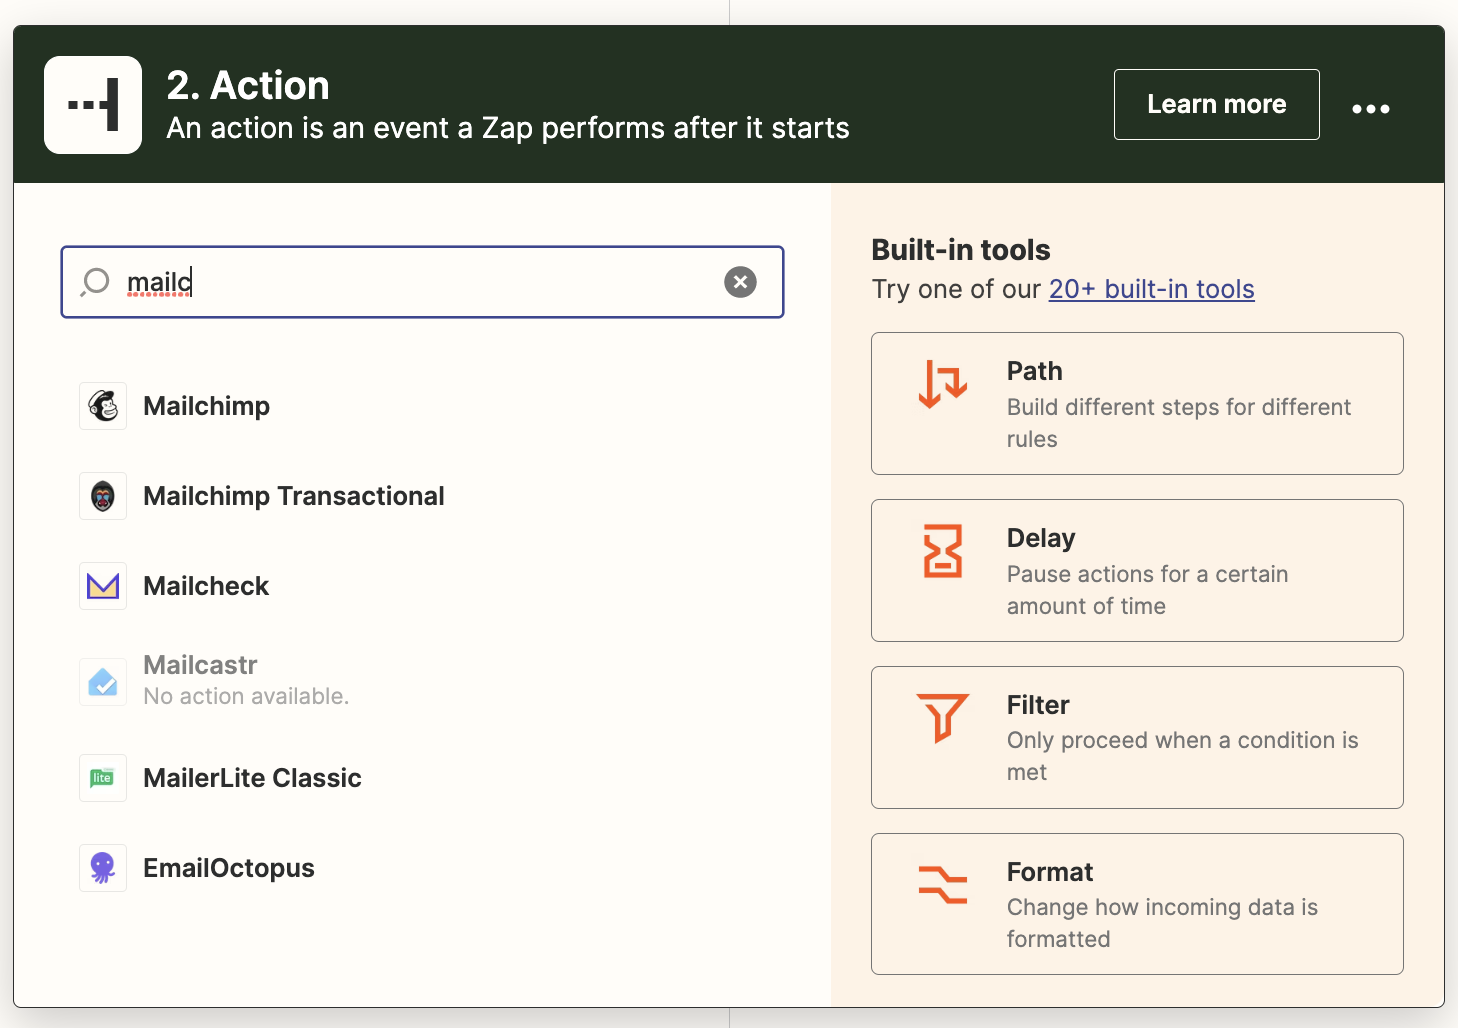 2. Action
An action is an event a Zap performs after it starts
Learn more
mailc
Mailchimp
Mailchimp Transactional
Mailcheck
Mailcastr
No action available.
lite
MailerLite Classic
EmailOctopus
Built-in tools
Try one of our 20+ built-in tools
Path
Build different steps for different
rules
Delay
Pause actions for a certain
amount of time
Filter
Only proceed when a condition is
met
Format
Change how incoming data is
formatted